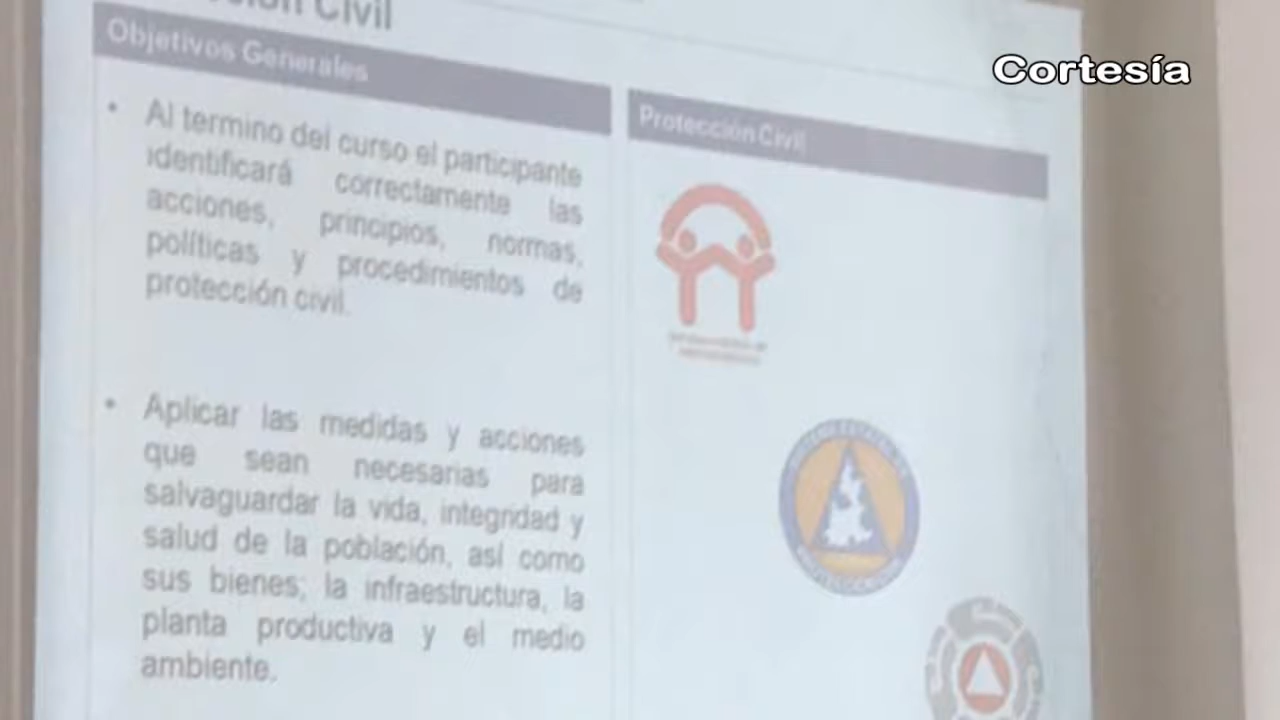 Civil
Cortesía
Objetivos Generales
• Al termino del curso el participante
identificará correctamente las
acciones, principios, normas,
políticas y procedimientos de
protección civil.
• Aplicar las medidas y acciones
que sean necesarias para
salvaguardar la vida, integridad y
salud de la población, así como
sus bienes; la infraestructura, la
planta productiva y el medio
ambiente.
Protección Civil